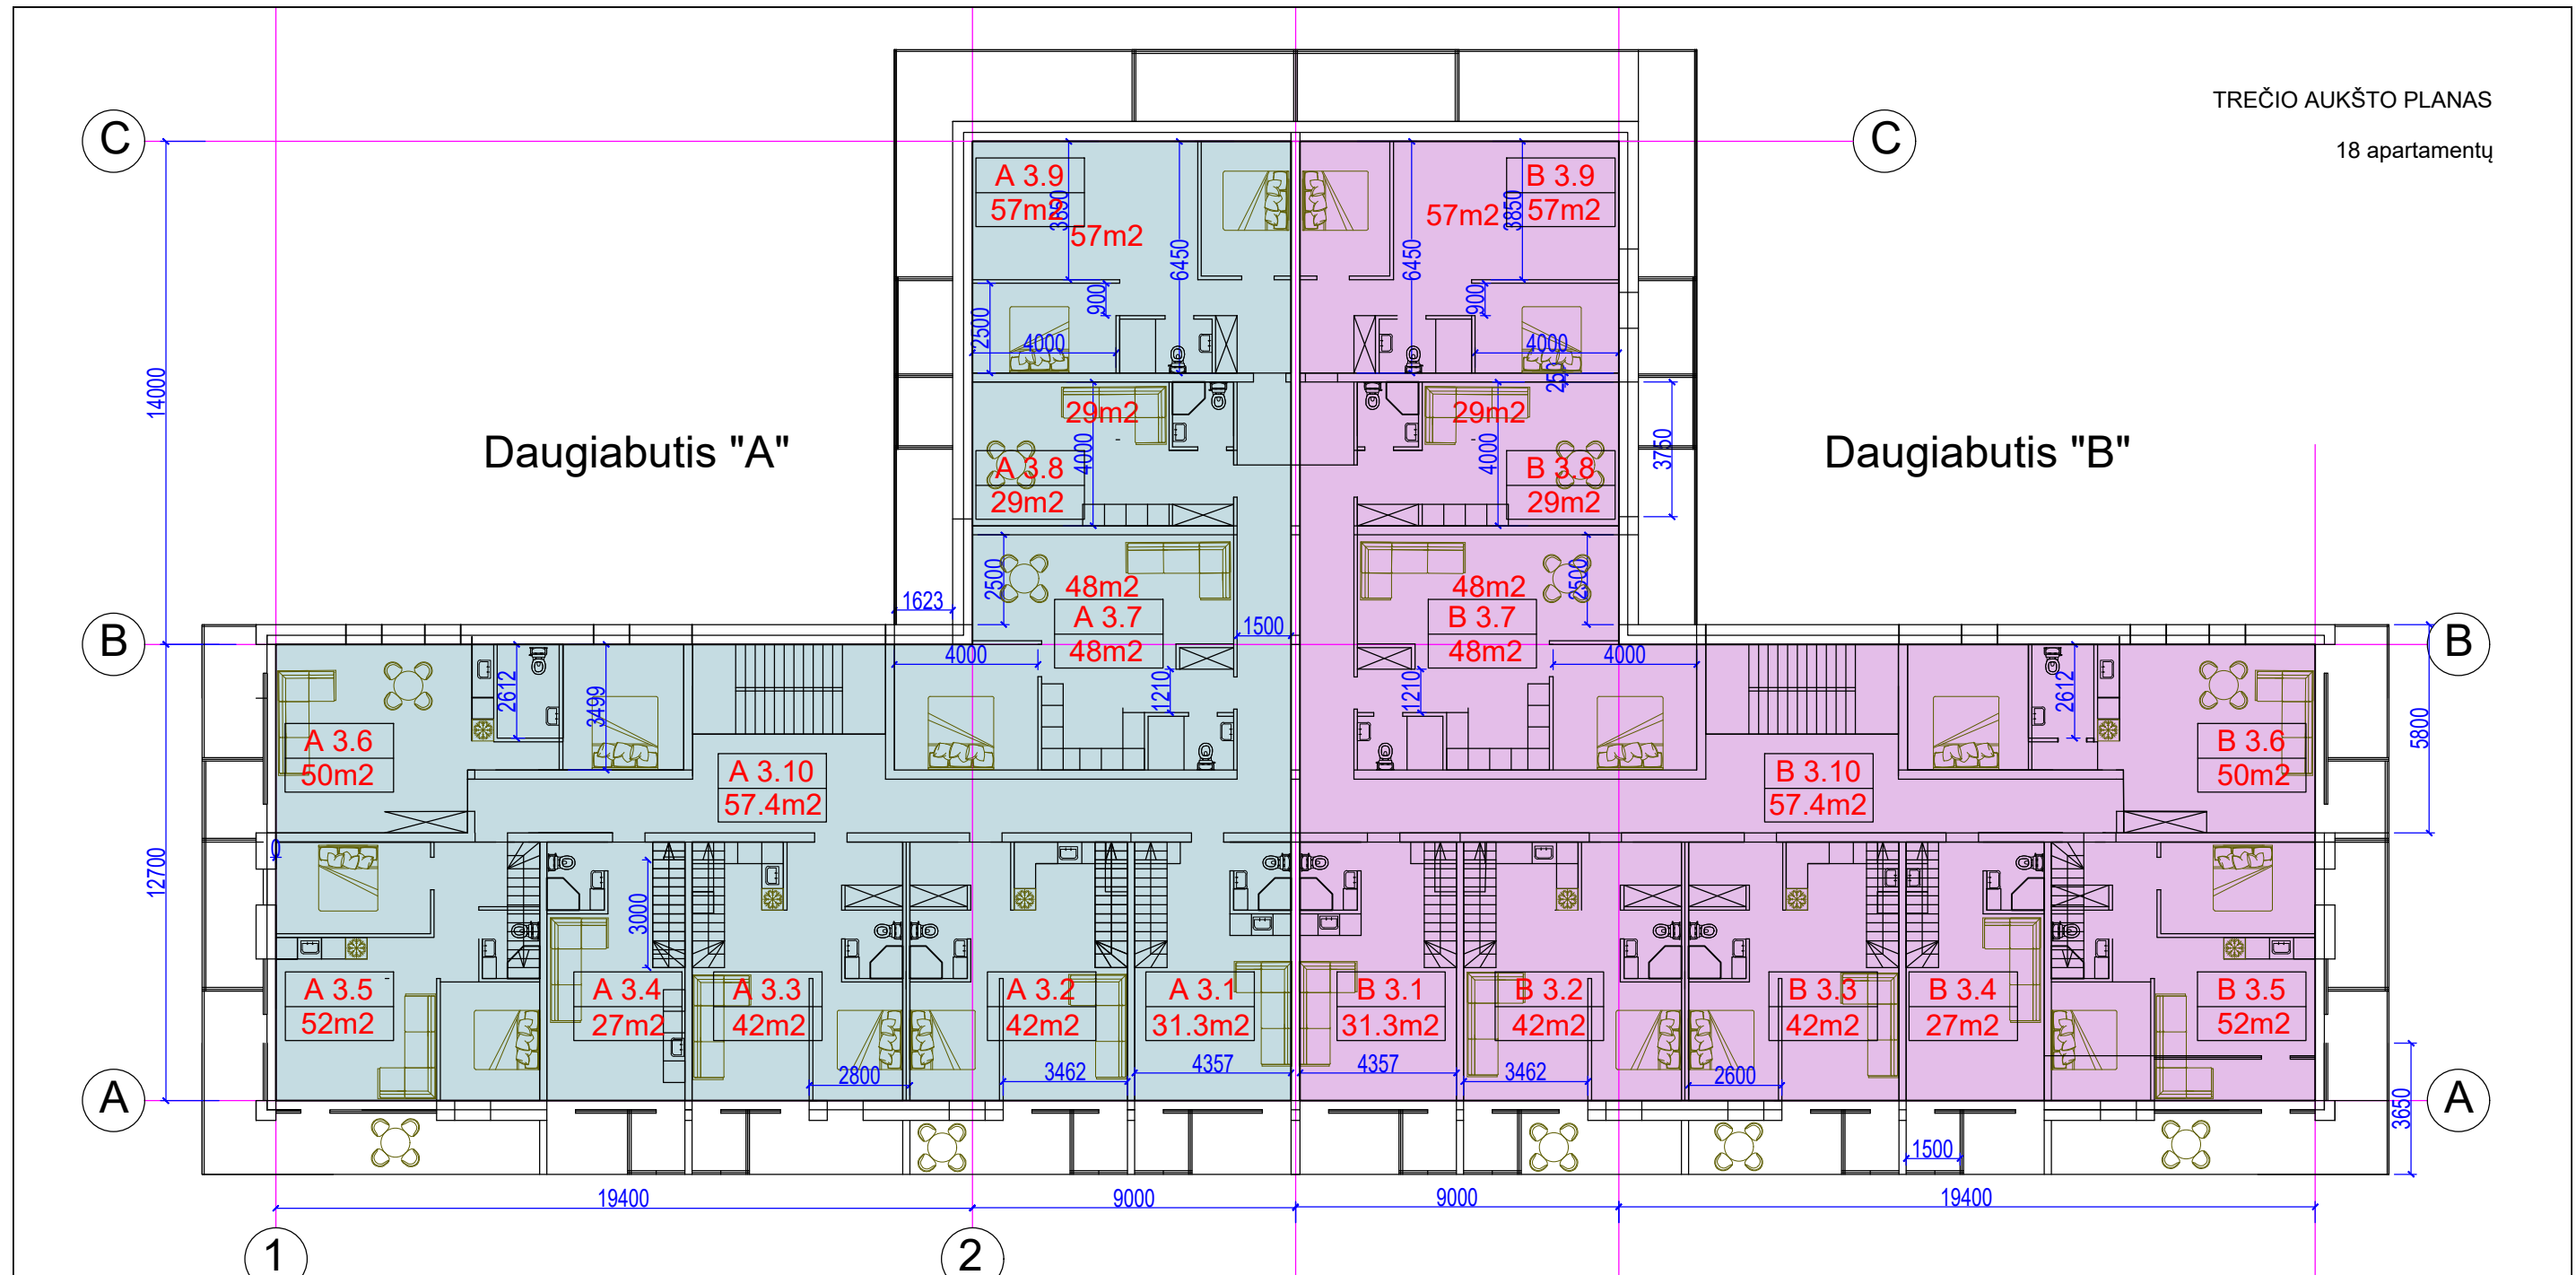 TREČIO AUKŠTO PLANAS
18 apartamentų
C
C
A 3.9
57m2
3850
57m2
6450
B 3.9
57m2
3850
57m2
6450
900
2500
4000
900
4000
250
14000
Daugiabutis "A"
Daugiabutis "B"
29m2
4000
A 3.8
29m2
29m2
4000
B 3.8
29m2
3750
2500
48m2
A 3.7
48m2
48m2
B 3.7
48m2
2500
1623
1500
B
B
4000
1210
1210
4000
2612
3499
2612
5800
A 3.6
50m2
A 3.10
57.4m2
B 3.10
57.4m2
B 3.6
50m2
0
12700
3000
A 3.5
52m2
A 3.4
27m2
A 3.3
42m2
A 3.2
42m2
A 3.1
31.3m2
B 3.1
31.3m2
B 3.2
42m2
B 3.3
42m2
B 3.4
27m2
B 3.5
52m2
2800
3462
4357
4357
3462
2600
A
A
3650
1500
19400
9000
9000
19400
1
2